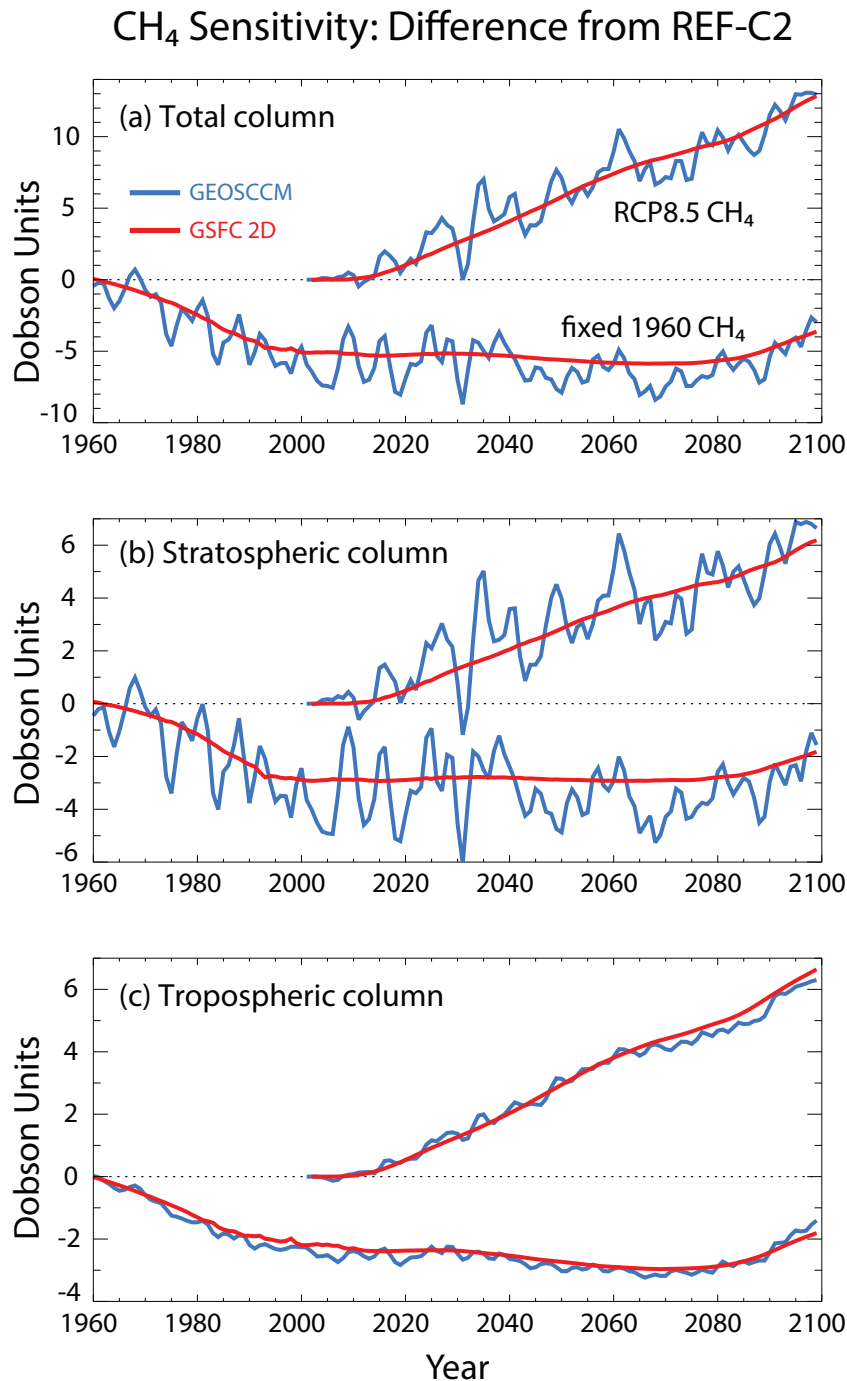 CH₄ Sensitivity: Difference from REF-C2
(a) Total column
GEOSCCM
GSFC 2D
RCP8.5 CH₄
fixed 1960 CH₄
Dobson Units
10
5
0
-5
-10
1960 1980 2000 2020 2040 2060 2080 2100
(b) Stratospheric column
Dobson Units
6
4
2
0
-2
-4
-6
1960 1980 2000 2020 2040 2060 2080 2100
(c) Tropospheric column
Dobson Units
6
4
2
0
-2
-4
1960 1980 2000 2020 2040 2060 2080 2100
Year